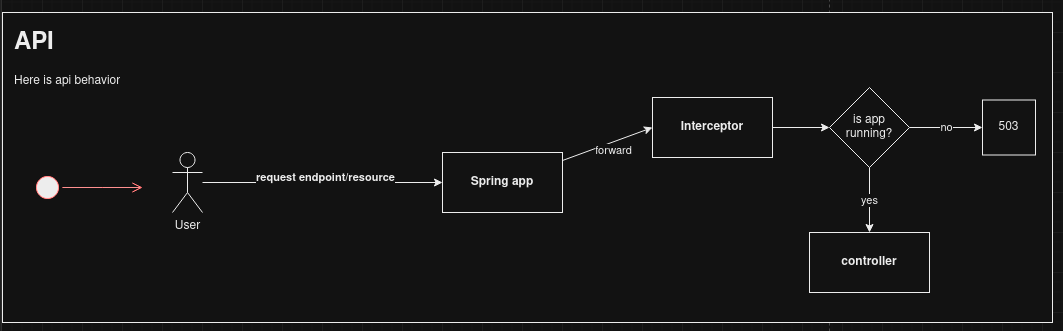 API
Here is api behavior
User
request endpoint/resource
Spring app
forward
Interceptor
is app
running?
no
503
yes
controller